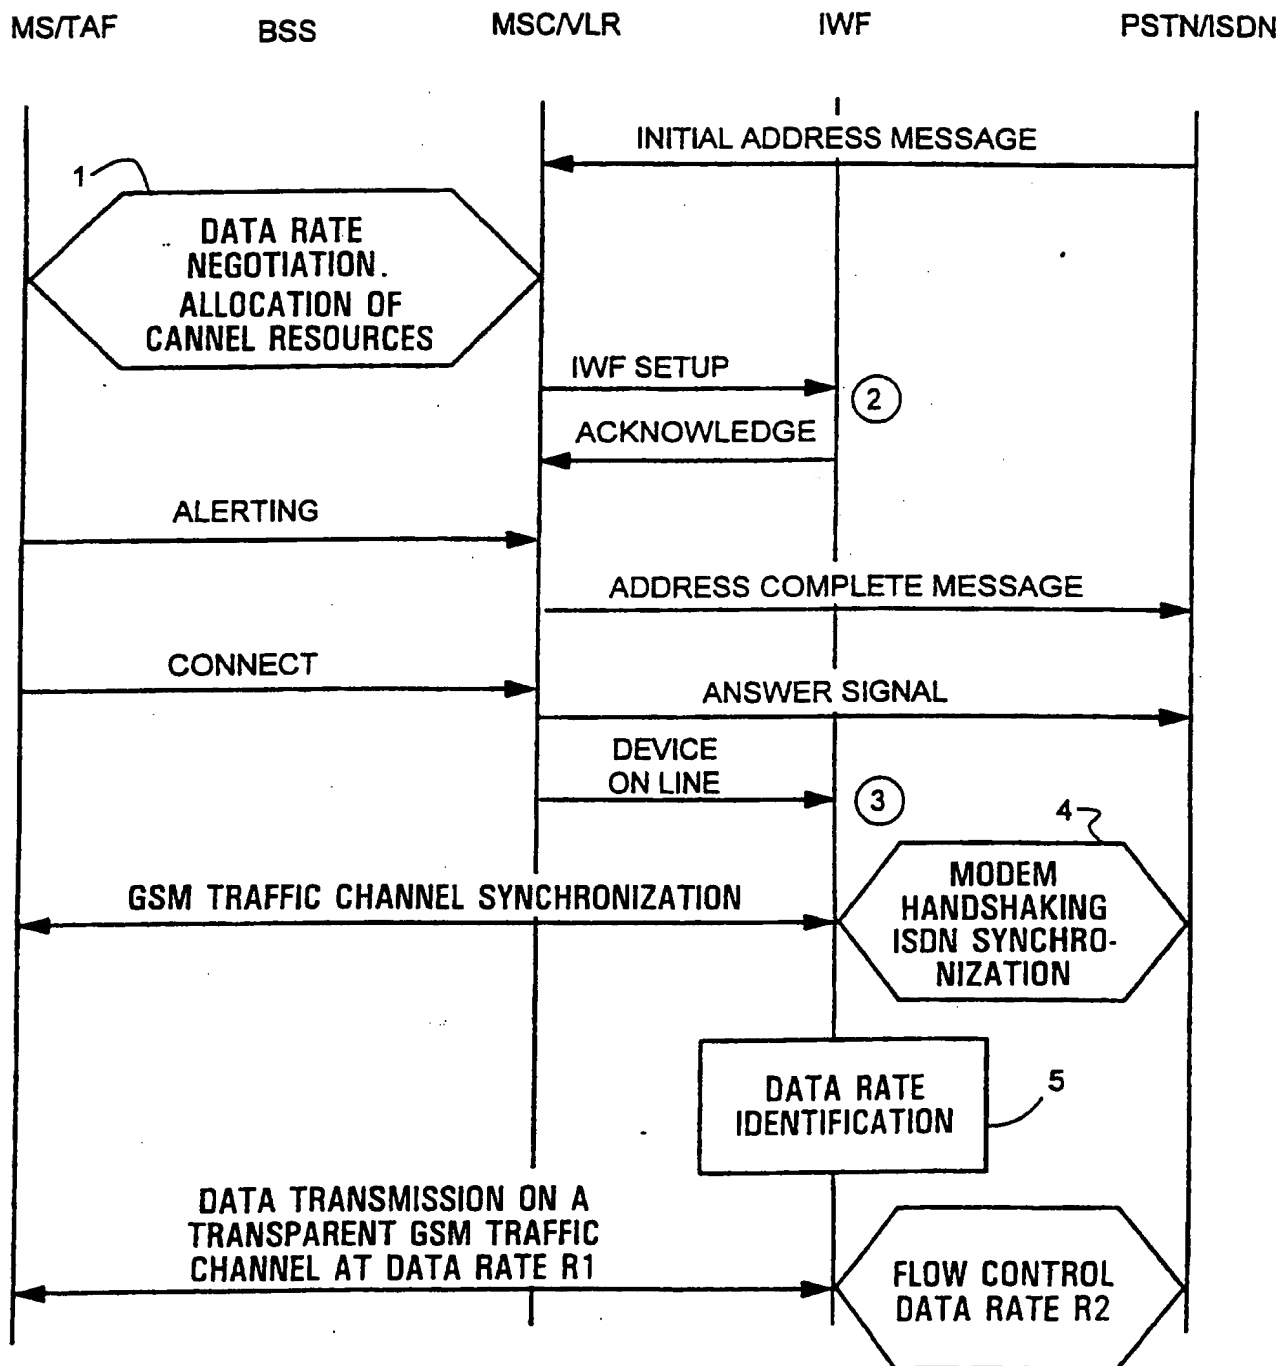 MS/TAF BSS MSC/VLR IWF PSTN/ISDN
INITIAL ADDRESS MESSAGE
1
DATA RATE
NEGOTIATION.
ALLOCATION OF
CANNEL RESOURCES
IWF SETUP
2
ACKNOWLEDGE
ALERTING
ADDRESS COMPLETE MESSAGE
CONNECT
ANSWER SIGNAL
DEVICE
ON LINE
3
4
GSM TRAFFIC CHANNEL SYNCHRONIZATION
MODEM
HANDSHAKING
ISDN SYNCHRO-
NIZATION
DATA RATE
IDENTIFICATION
5
DATA TRANSMISSION ON A
TRANSPARENT GSM TRAFFIC
CHANNEL AT DATA RATE R1
FLOW CONTROL
DATA RATE R2